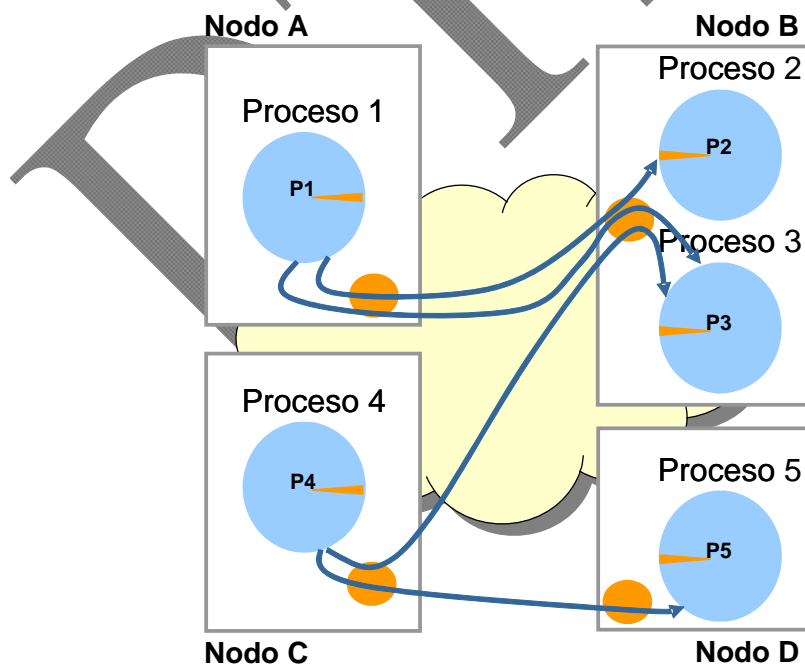 Nodo A
Nodo B
Proceso 2
Proceso 1
P2
P1
Proceso 3
P3
Proceso 4
P4
Proceso 5
P5
Nodo C
Nodo D